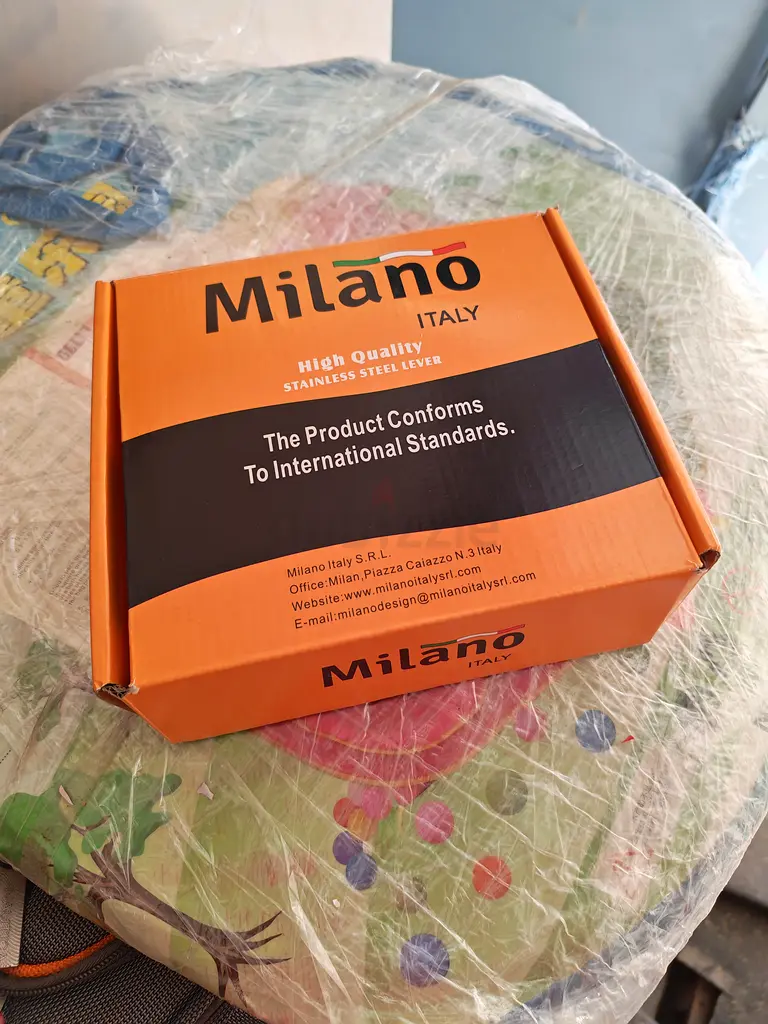 Milano
ITALY
High Quality
STAINLESS STEEL LEVER
The Product Conforms
To International Standards.
Milano Italy S.R.L.
Office:Milan,Piazza Caiazzo N.3 Italy
Website:www.milanoitalysrl.com
E-mail:milanodesign@milanoitalysrl.com
Milano
ITALY